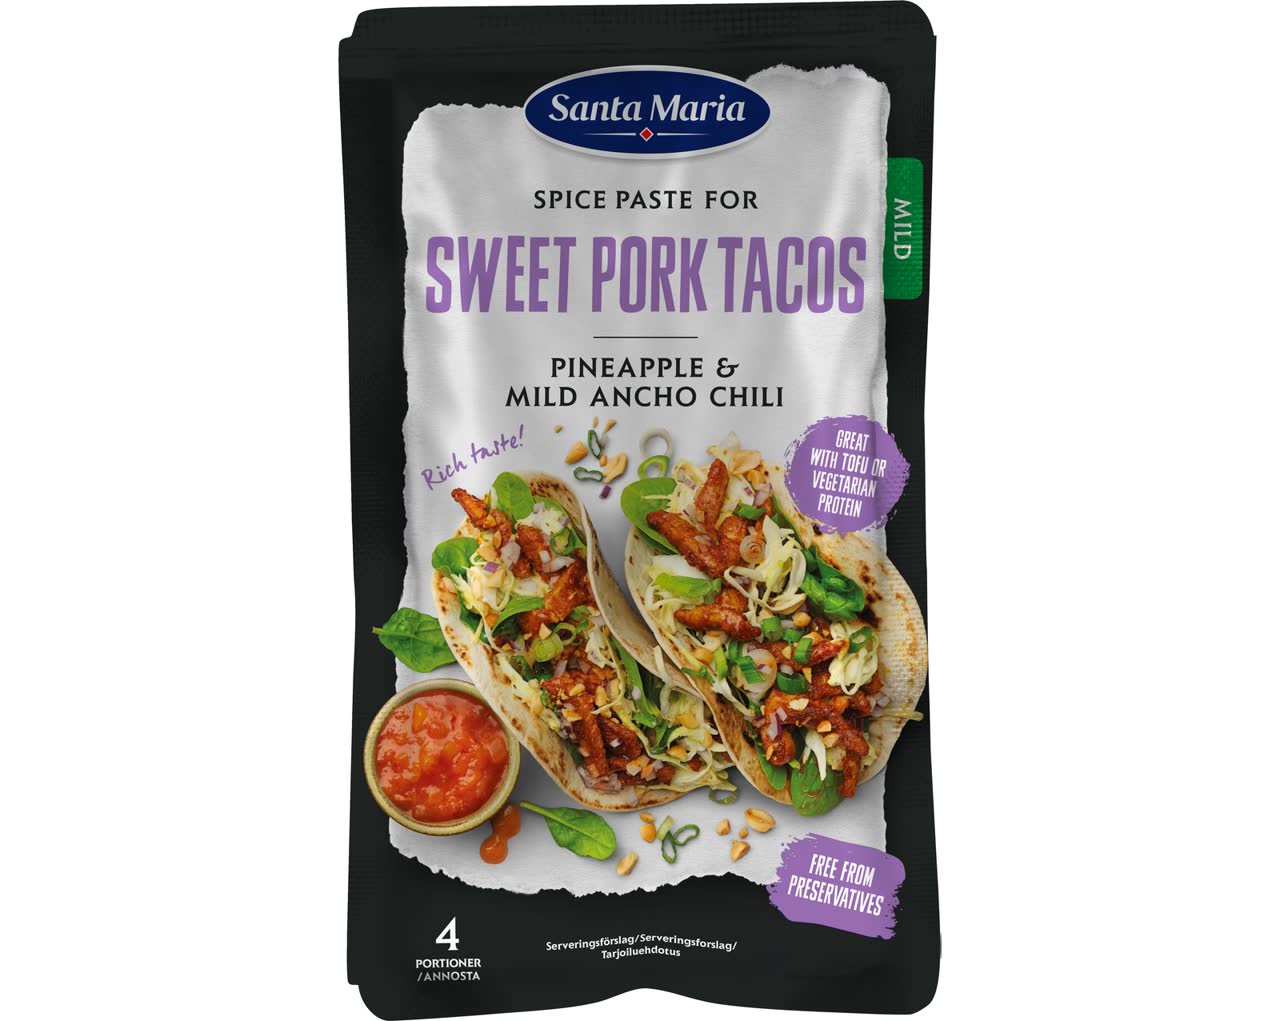 Santa Maria
SPICE PASTE FOR
MILD
SWEET PORK TACOS
PINEAPPLE &
MILD ANCHO CHILI
Rich taste!
GREAT
WITH TOFU OR
VEGETARIAN
PROTEIN
FREE FROM
PRESERVATIVES
4
PORTIONER
/ANNOSTA
Serveringsförslag/Serveringsforslag/
Tarjoiluehdotus